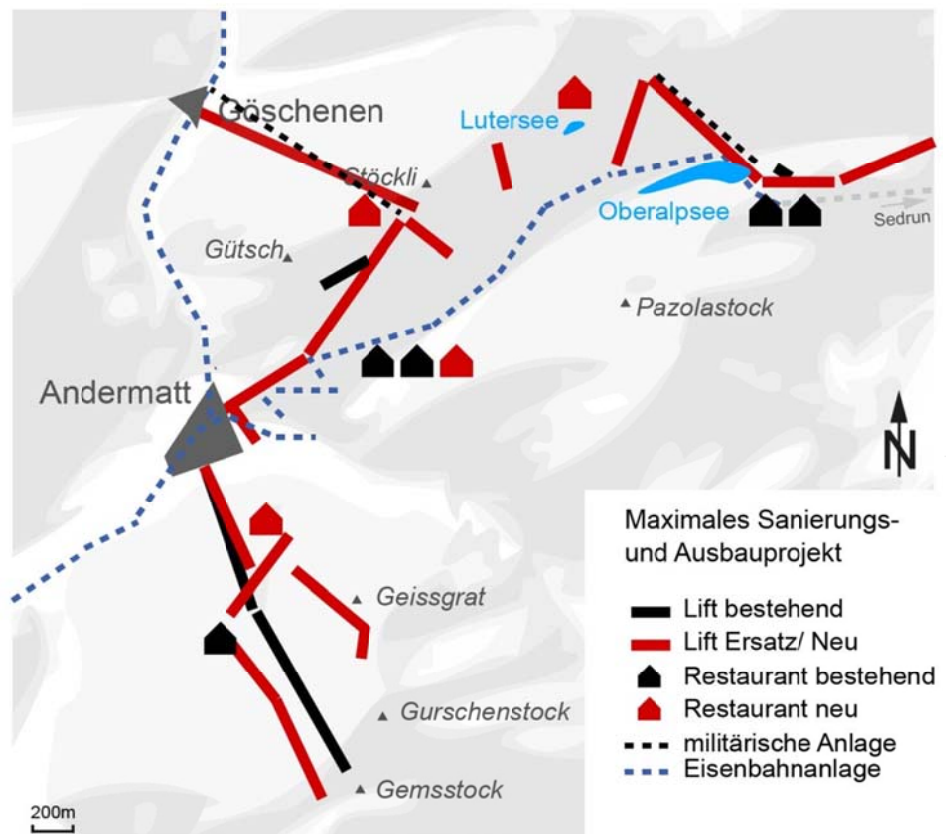 Göschenen
Lutersee
Stöckli
Oberalpsee
Sedrun
Gütsch
Pazolastock
Andermatt
N
Maximales Sanierungs-
und Ausbauprojekt
Lift bestehend
Lift Ersatz/ Neu
Restaurant bestehend
Restaurant neu
militärische Anlage
Eisenbahnanlage
Geissgrat
Gurschenstock
Gemsstock
200m